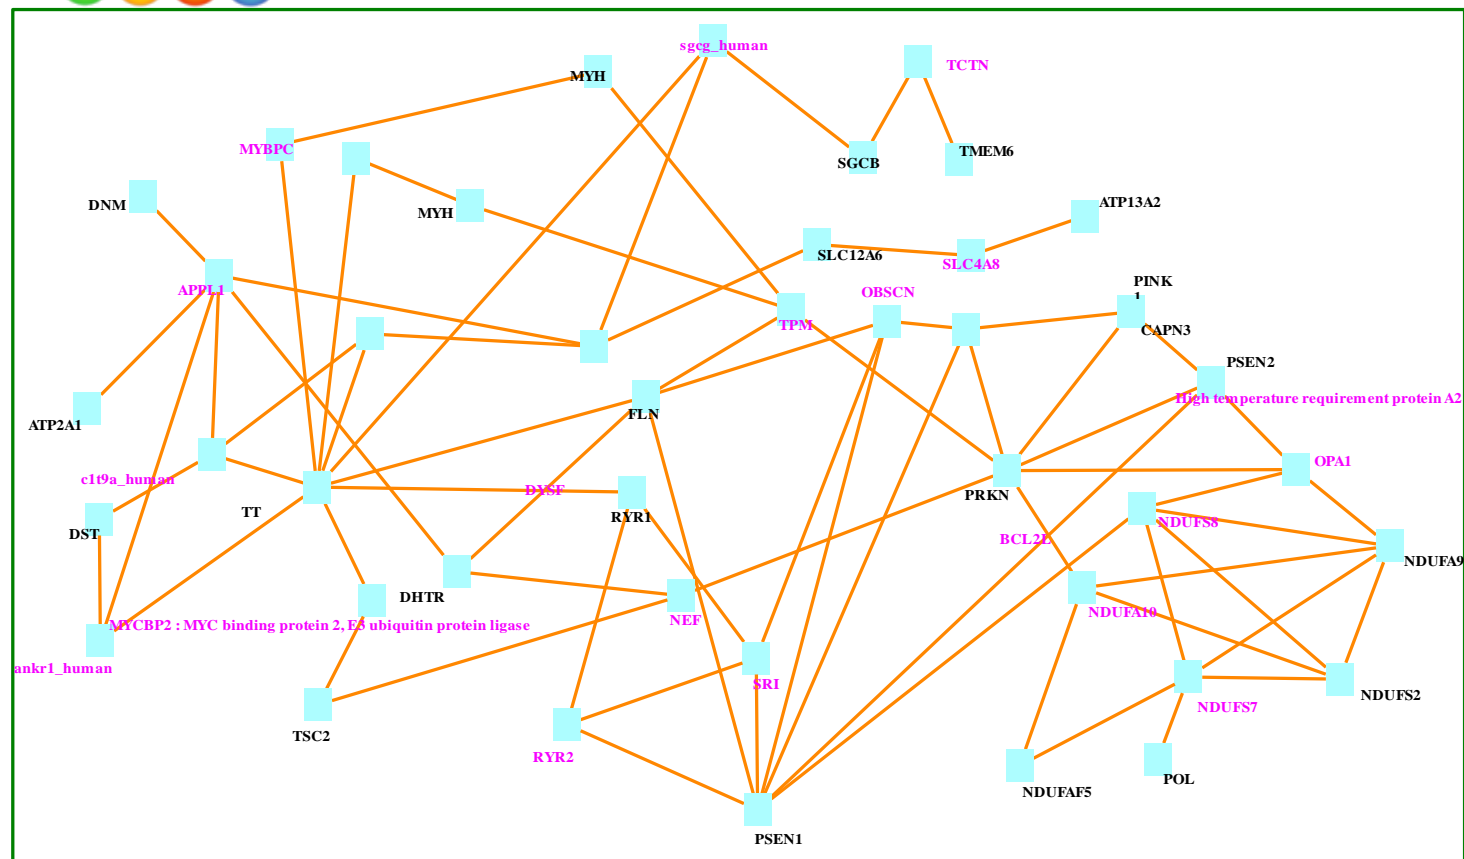 sgcg_human
TCTN
MYH
MYBPC
SGCB
TMEM6
DNM
MYH
ATP13A2
SLC12A6
SLC4A8
APPL1
OBSCN
PINK
1
TPM
CAPN3
PSEN2
High temperature requirement protein A2
FLN
ATP2A1
OPA1
c1t9a_human
DYSF
PRKN
TT
RYR1
NDUFS8
DST
BCL2L
NDUFA9
DHTR
NEF
NDUFA10
MYCBP2 : MYC binding protein 2, E3 ubiquitin protein ligase
ankr1_human
SRI
NDUFS2
NDUFS7
TSC2
RYR2
POL
NDUFAF5
PSEN1